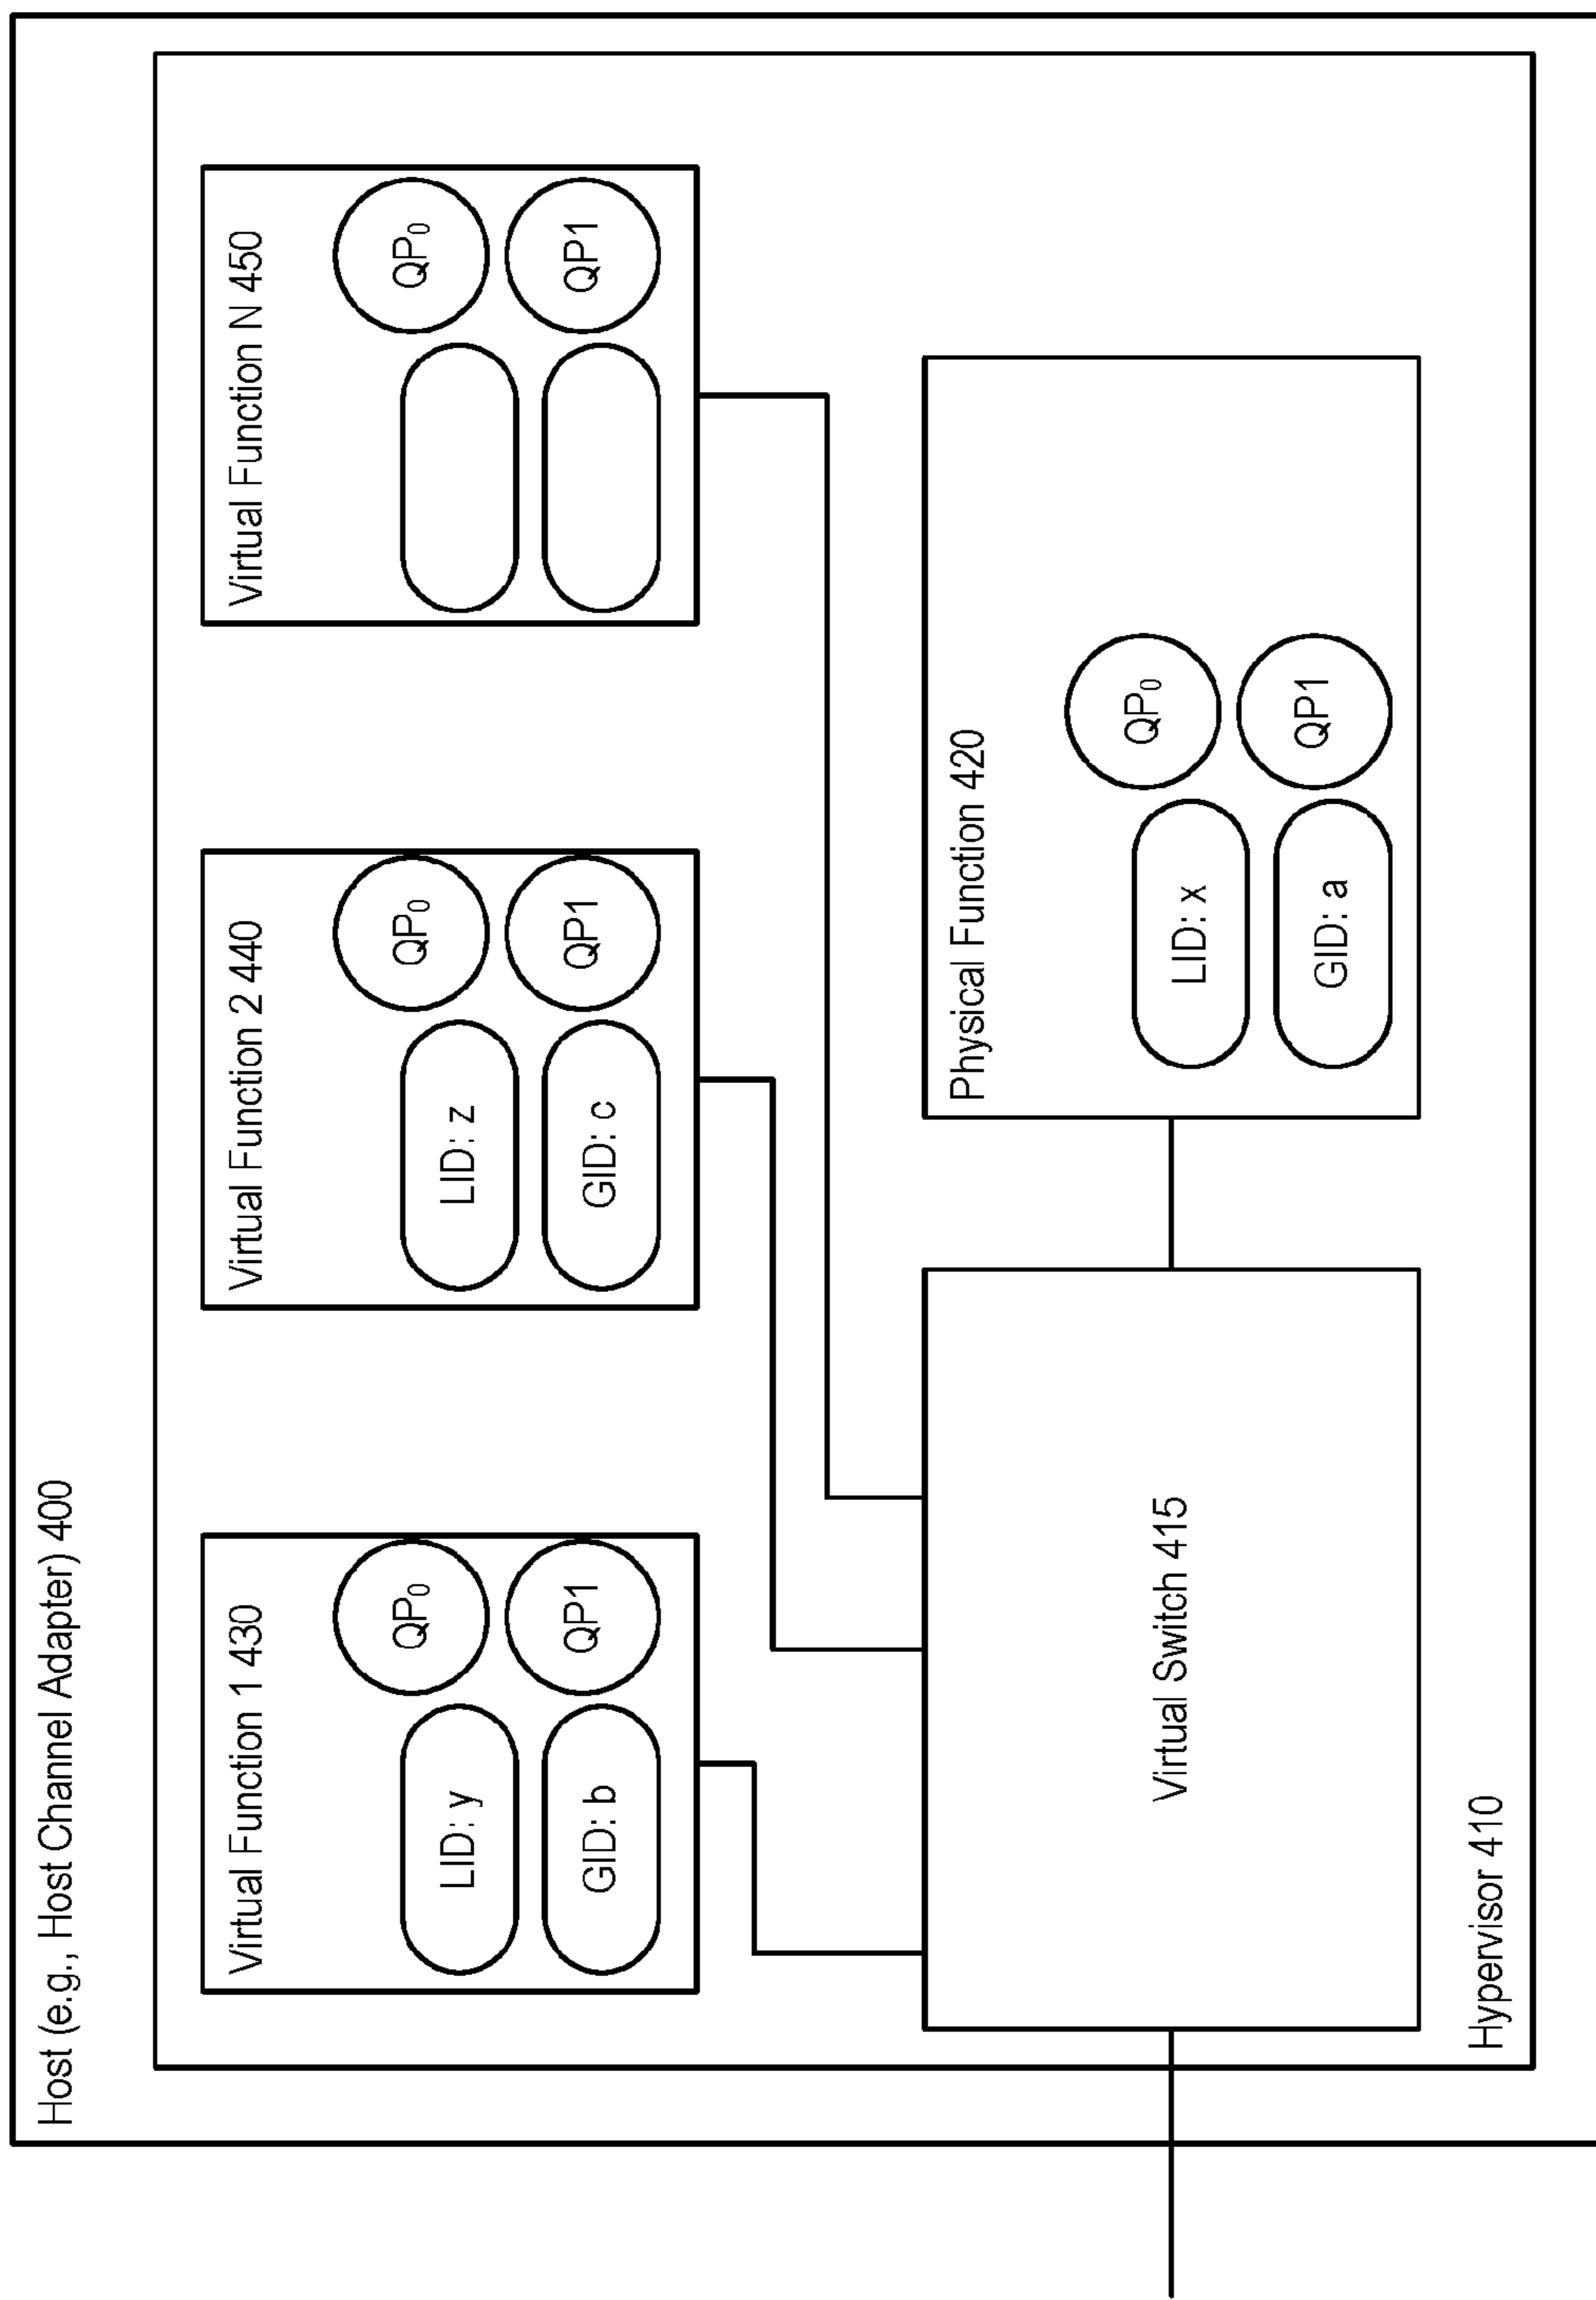 Host (e.g., Host Channel Adapter) 400
Virtual Function 1 430
QP0
LID: y
QP1
GID: b
Virtual Function 2 440
QP0
LID: z
QP1
GID: c
Virtual Function N 450
QP0
QP1
Virtual Switch 415
Physical Function 420
QP0
LID: x
QP1
GID: a
Hypervisor 410